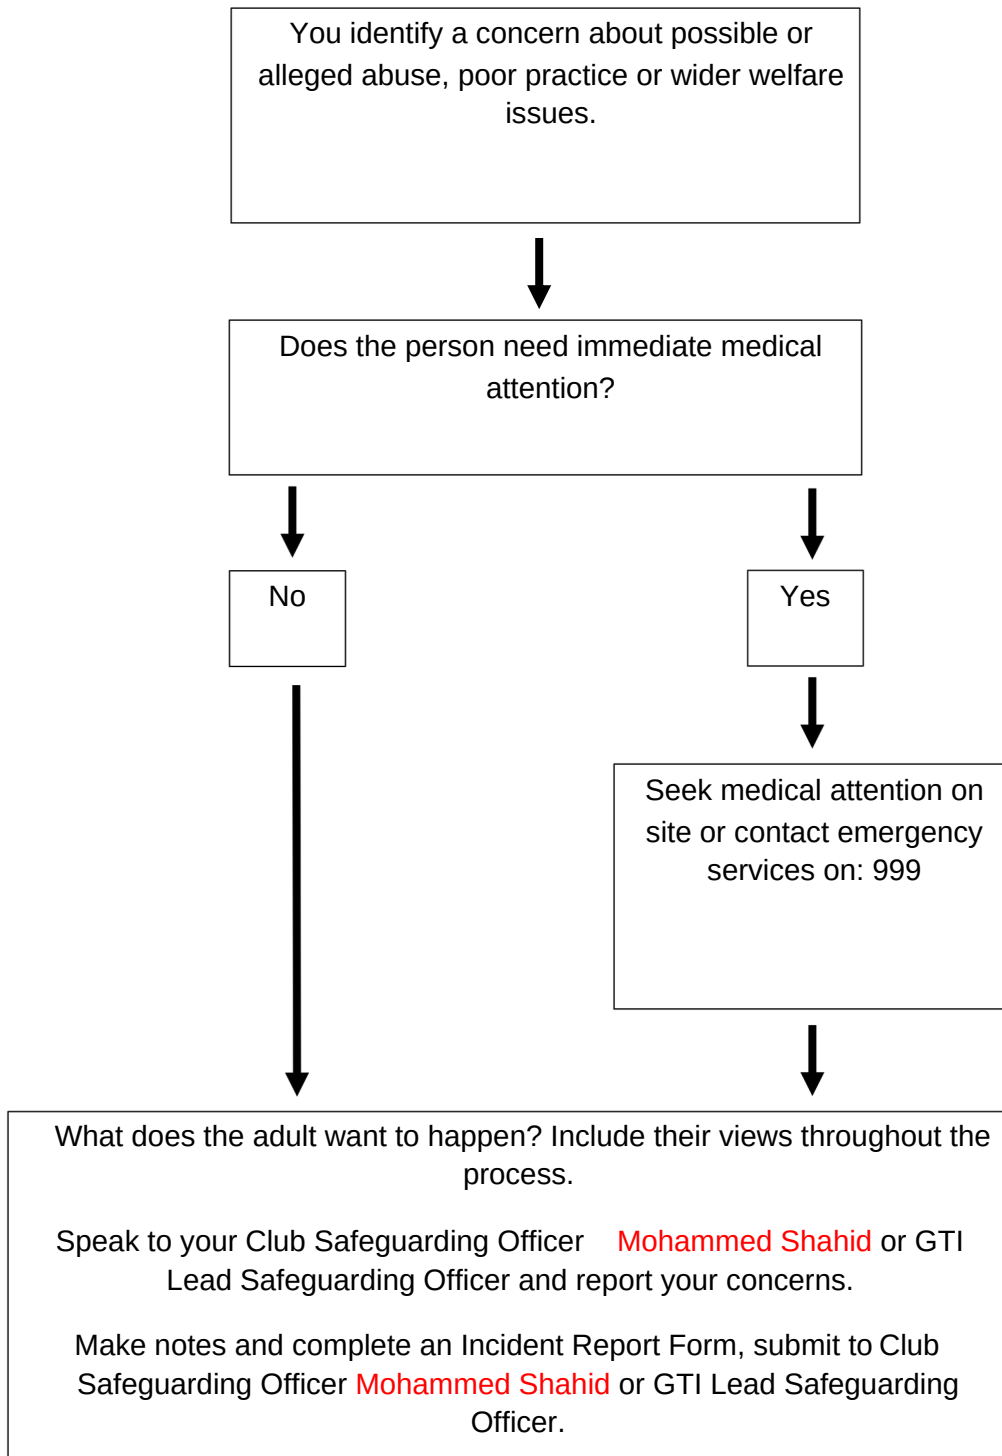 You identify a concern about possible or
alleged abuse, poor practice or wider welfare
issues.
Does the person need immediate medical
attention?
No
Yes
Seek medical attention on
site or contact emergency
services on: 999
What does the adult want to happen? Include their views throughout the
process.
Speak to your Club Safeguarding Officer Mohammed Shahid or GTI
Lead Safeguarding Officer and report your concerns.
Make notes and complete an Incident Report Form, submit to Club
Safeguarding Officer Mohammed Shahid or GTI Lead Safeguarding
Officer.